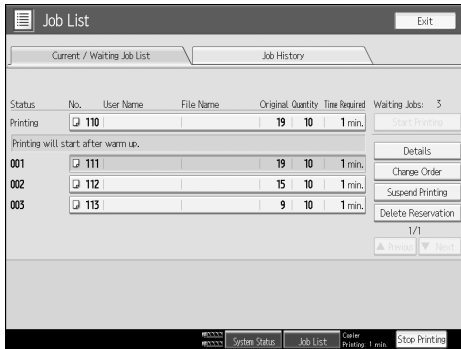 Job List Exit
Current / Waiting Job List Job History
Status No. User Name File Name Original Quantity Time Required Waiting Jobs: 3
Printing 110 19 10 1 min. Start Printing
Printing will start after warm up.
Details
001 111 19 10 1 min.
Change Order
002 112 15 10 1 min.
Suspend Printing
003 113 9 10 1 min.
Delete Reservation
1/1
▲ Previous ▼ Next
System Status Job List Copier
Printing: 1 min. Stop Printing